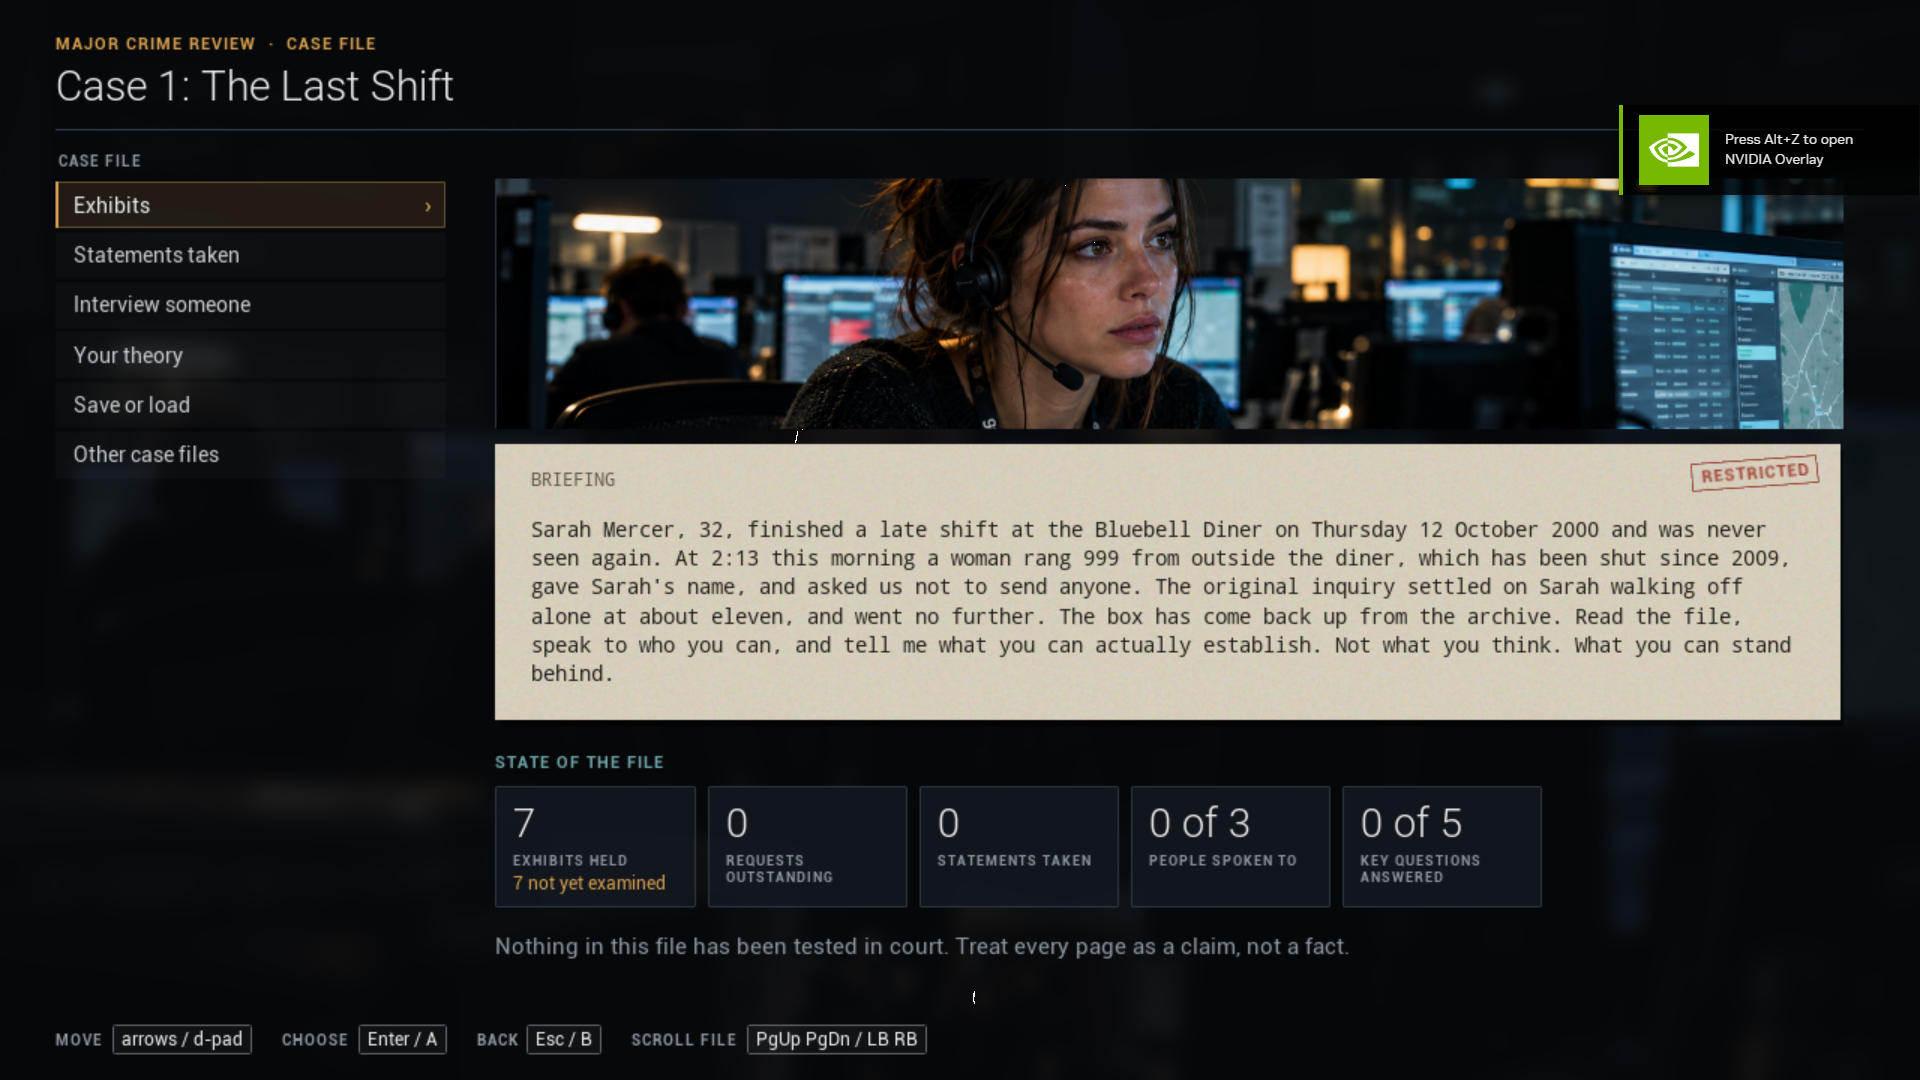 MAJOR CRIME REVIEW · CASE FILE
Case 1: The Last Shift
Press Alt+Z to open
NVIDIA Overlay
CASE FILE
Exhibits ›
Statements taken
Interview someone
Your theory
Save or load
Other case files
BRIEFING
RESTRICTED
Sarah Mercer, 32, finished a late shift at the Bluebell Diner on Thursday 12 October 2000 and was never
seen again. At 2:13 this morning a woman rang 999 from outside the diner, which has been shut since 2009,
gave Sarah's name, and asked us not to send anyone. The original inquiry settled on Sarah walking off
alone at about eleven, and went no further. The box has come back up from the archive. Read the file,
speak to who you can, and tell me what you can actually establish. Not what you think. What you can stand
behind.
STATE OF THE FILE
7
EXHIBITS HELD
7 not yet examined
0
REQUESTS
OUTSTANDING
0
STATEMENTS TAKEN
0 of 3
PEOPLE SPOKEN TO
0 of 5
KEY QUESTIONS
ANSWERED
Nothing in this file has been tested in court. Treat every page as a claim, not a fact.
MOVE arrows / d-pad CHOOSE Enter / A BACK Esc / B SCROLL FILE PgUp PgDn / LB RB